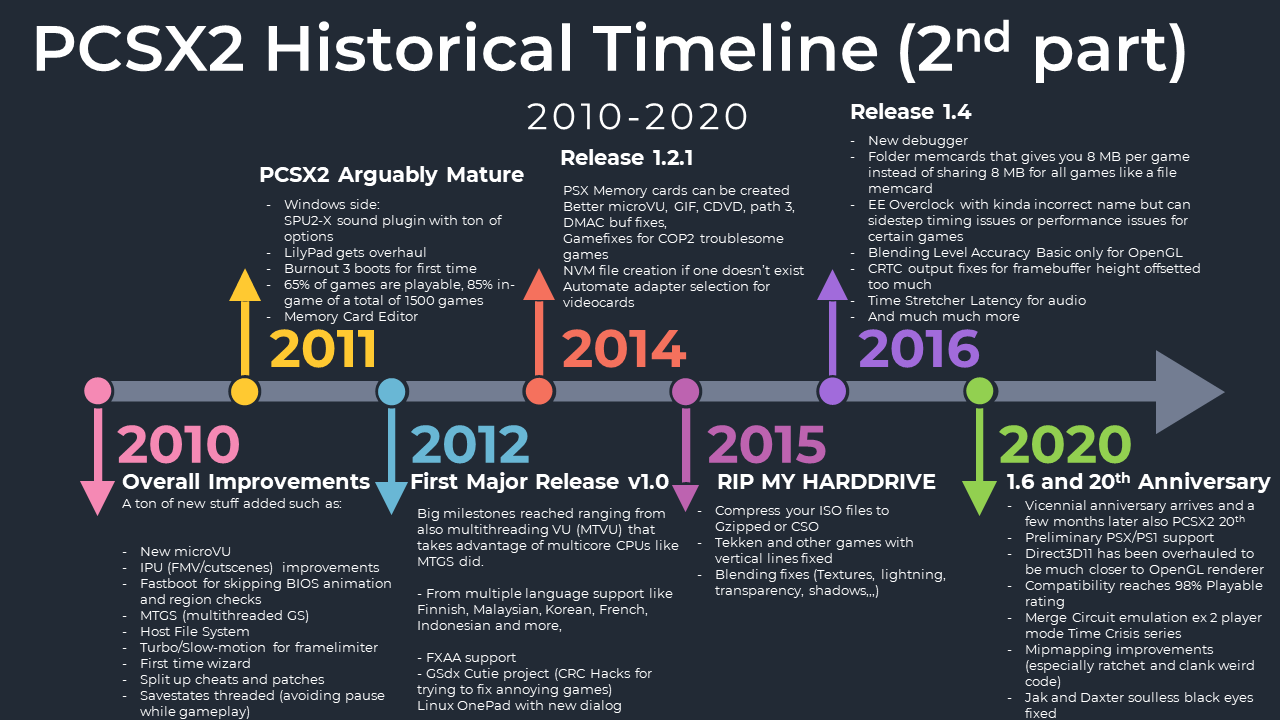 PCSX2 Historical Timeline (2nd part)
2010-2020
PCSX2 Arguably Mature
- Windows side:
SPU2-X sound plugin with ton of
options
- LilyPad gets overhaul
- Burnout 3 boots for first time
- 65% of games are playable, 85% in-
game of a total of 1500 games
- Memory Card Editor
2011
Release 1.2.1
PSX Memory cards can be created
Better microVU, GIF, CDVD, path 3,
DMAC buf fixes,
Gamefixes for COP2 troublesome
games
NVM file creation if one doesn't exist
Automate adapter selection for
videocards
2014
Release 1.4
- New debugger
- Folder memcards that gives you 8 MB per game
instead of sharing 8 MB for all games like a file
memcard
- EE Overclock with kinda incorrect name but can
sidestep timing issues or performance issues for
certain games
- Blending Level Accuracy Basic only for OpenGL
- CRTC output fixes for framebuffer height offsetted
too much
- Time Stretcher Latency for audio
- And much much more
2016
2010
Overall Improvements
A ton of new stuff added such as:
- New microVU
- IPU (FMV/cutscenes) improvements
- Fastboot for skipping BIOS animation
and region checks
- MTGS (multithreaded GS)
- Host File System
- Turbo/Slow-motion for framelimiter
- First time wizard
- Split up cheats and patches
- Savestates threaded (avoiding pause
while gameplay)
2012
First Major Release v1.0
Big milestones reached ranging from
also multithreading VU (MTVU) that
takes advantage of multicore CPUs like
MTGS did.
- From multiple language support like
Finnish, Malaysian, Korean, French,
Indonesian and more,
- FXAA support
- GSdx Cutie project (CRC Hacks for
trying to fix annoying games)
Linux OnePad with new dialog
2015
RIP MY HARDDRIVE
- Compress your ISO files to
Gzipped or CSO
- Tekken and other games with
vertical lines fixed
- Blending fixes (Textures, lightning,
transparency, shadows,,,)
2020
1.6 and 20th Anniversary
- Vicennial anniversary arrives and a
few months later also PCSX2 20th
- Preliminary PSX/PS1 support
- Direct3D11 has been overhauled to
be much closer to OpenGL renderer
- Compatibility reaches 98% Playable
rating
- Merge Circuit emulation ex 2 player
mode Time Crisis series
- Mipmapping improvements
(especially ratchet and clank weird
code)
- Jak and Daxter soulless black eyes
fixed